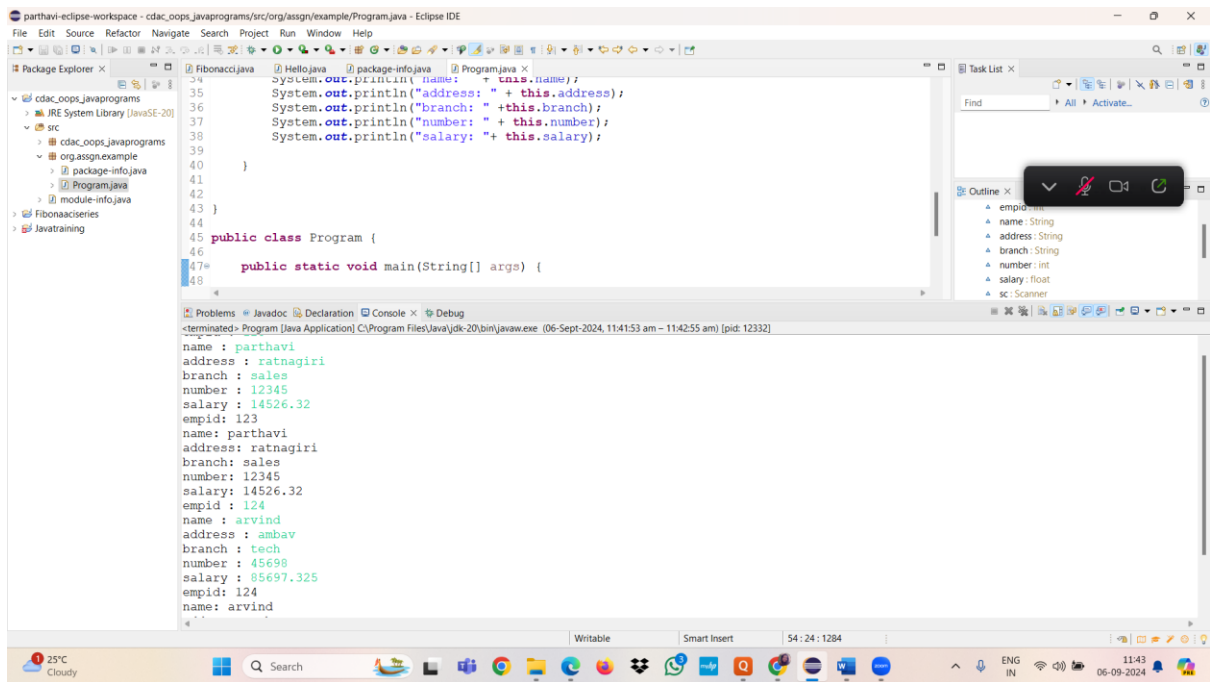 parthavi-eclipse-workspace - cdac_oops_javaprograms/src/org/assgn/example/Program.java - Eclipse IDE
File Edit Source Refactor Navigate Search Project Run Window Help
Package Explorer
cdac_oops_javaprograms
JRE System Library [JavaSE-20]
src
cdac_oops_javaprograms
org.assgn.example
package-info.java
Program.java
module-info.java
Fibonaaciseries
Javatraining
Fibonacci.java Hello.java package-info.java Program.java
34 System.out.println("name: " + this.name);
35 System.out.println("address: " + this.address);
36 System.out.println("branch: " +this.branch);
37 System.out.println("number: " + this.number);
38 System.out.println("salary: "+ this.salary);
39
40 }
41
42
43 }
44
45 public class Program {
46
47 public static void main(String[] args) {
48
Task List
Find All Activate...
Outline
empid : int
name : String
address : String
branch : String
number : int
salary : float
sc : Scanner
Problems Javadoc Declaration Console Debug
<terminated> Program [Java Application] C:\Program Files\Java\jdk-20\bin\javaw.exe (06-Sept-2024, 11:41:53 am – 11:42:55 am) [pid: 12332]
name : parthavi
address : ratnagiri
branch : sales
number : 12345
salary : 14526.32
empid: 123
name: parthavi
address: ratnagiri
branch: sales
number: 12345
salary: 14526.32
empid : 124
name : arvind
address : ambav
branch : tech
number : 45698
salary : 85697.325
empid: 124
name: arvind
Writable Smart Insert 54 : 24 : 1284
1
25°C
Cloudy
Search
ENG
IN
11:43
06-09-2024